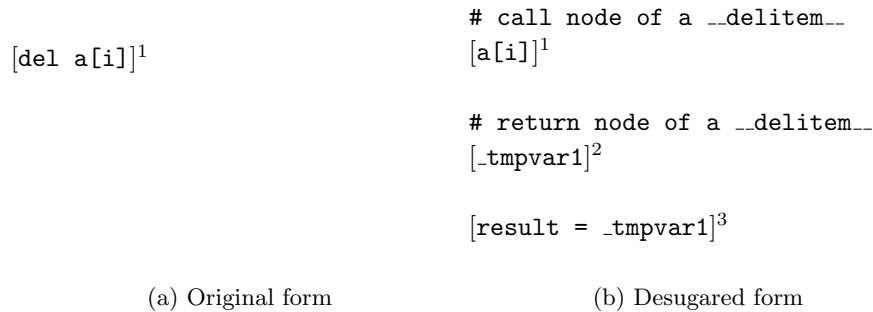 [del a[i]]¹
(a) Original form
# call node of a __delitem__
[a[i]]¹
# return node of a __delitem__
[_tmpvar1]²
[result = _tmpvar1]³
(b) Desugared form